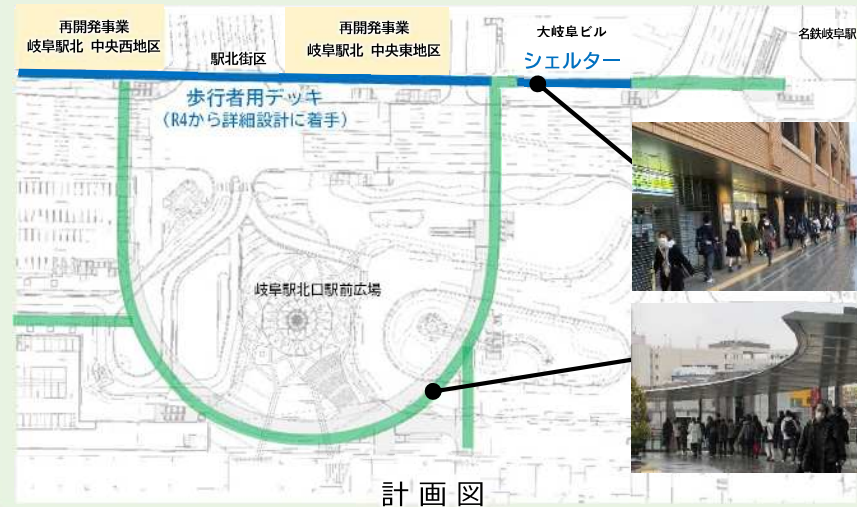 再開発事業
岐阜駅北 中央西地区
駅北街区
再開発事業
岐阜駅北 中央東地区
大岐阜ビル
シェルター
名鉄岐阜駅
歩行者用デッキ
(R4から詳細設計に着手)
岐阜駅北口駅前広場
計画図